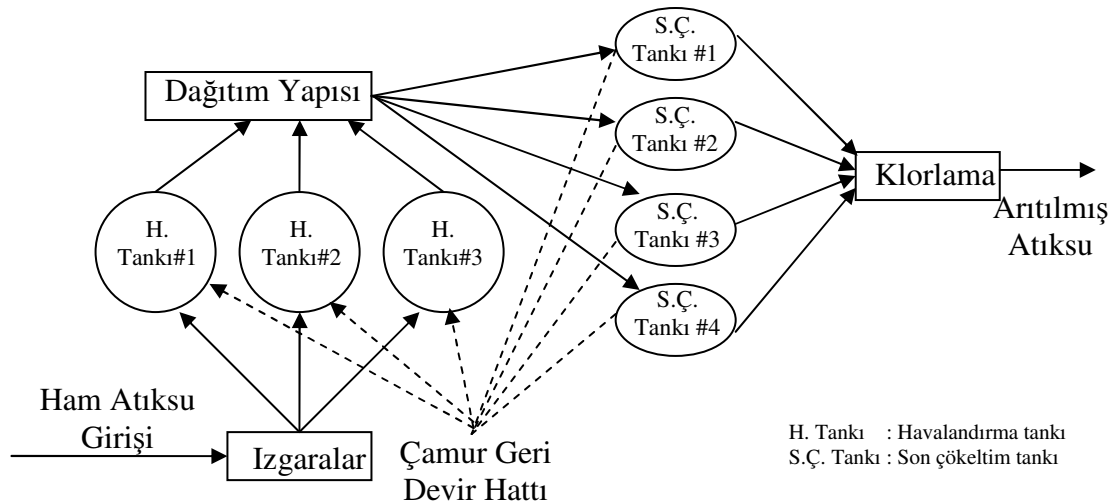 S.Ç.
Tankı #1
Dağıtım Yapısı
S.Ç.
Tankı #2
Klorlama
Arıtılmış
Atıksu
H.
Tankı#1
H.
Tankı#2
H.
Tankı#3
S.Ç.
Tankı #3
S.Ç.
Tankı #4
Ham Atıksu
Girişi
Izgaralar
Çamur Geri
Devir Hattı
H. Tankı : Havalandırma tankı
S.Ç. Tankı : Son çökeltim tankı